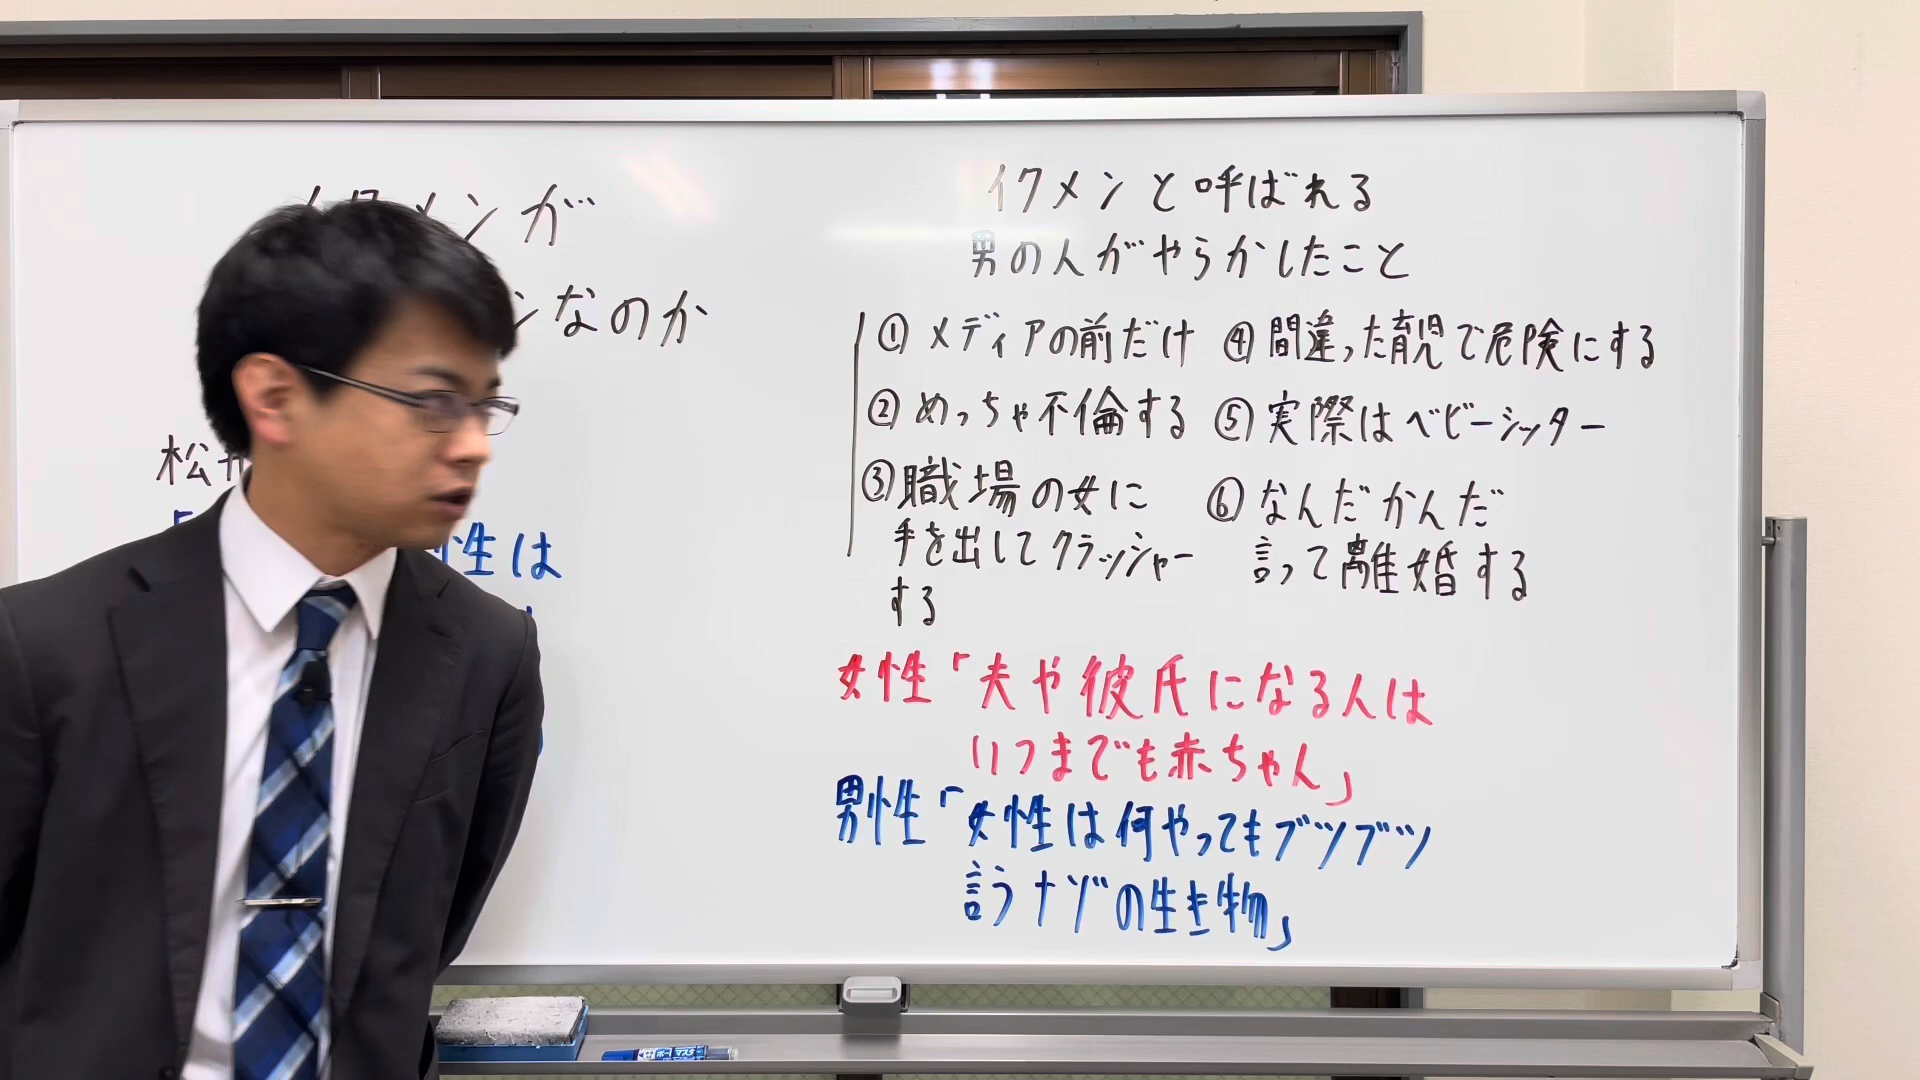 メンが
なのか
松
性は
イクメンと呼ばれる
男の人がやらかしたこと
①メディアの前だけ
②めっちゃ不倫する
③職場の女に
手を出してクラッシャー
する
④間違った育児で危険にする
⑤実際はベビーシッター
⑥なんだかんだ
言って離婚する
女性「夫や彼氏になる人は
いつまでも赤ちゃん」
男性「女性は何やってもブツブツ
言うナゾの生き物」